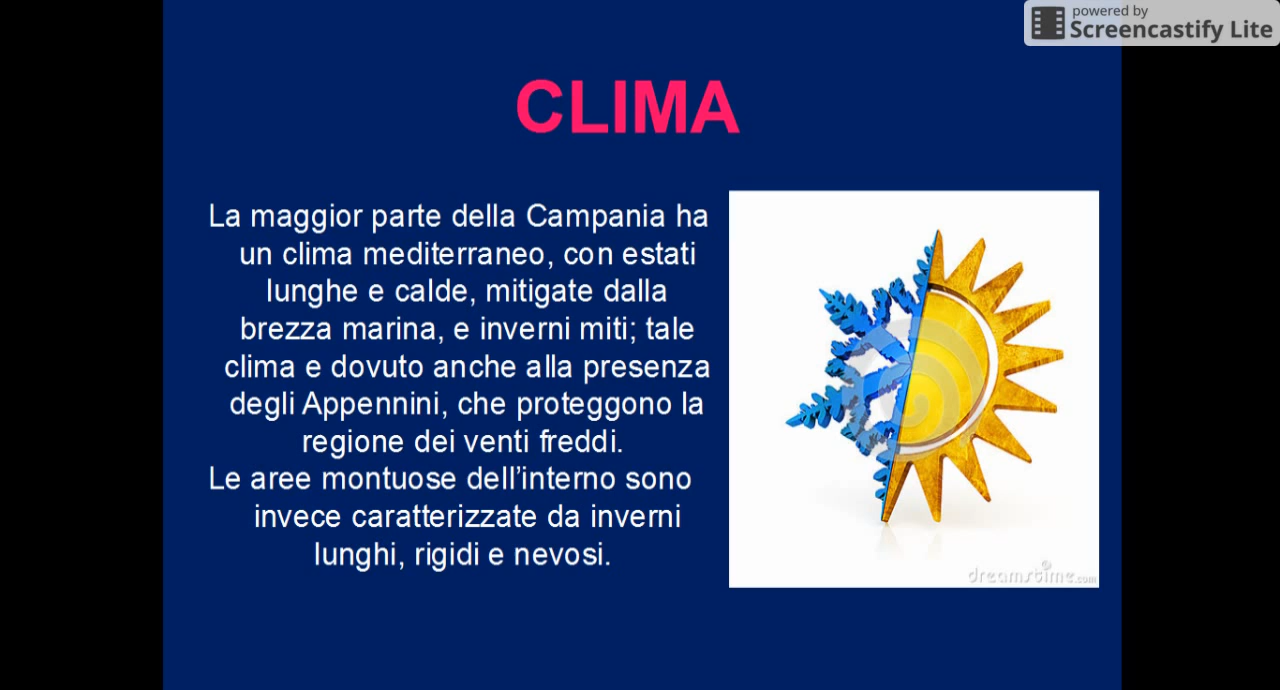 powered by
Screencastify Lite
CLIMA
La maggior parte della Campania ha
un clima mediterraneo, con estati
lunghe e calde, mitigate dalla
brezza marina, e inverni miti; tale
clima e dovuto anche alla presenza
degli Appennini, che proteggono la
regione dei venti freddi.
Le aree montuose dell'interno sono
invece caratterizzate da inverni
lunghi, rigidi e nevosi.
dreamstime.com